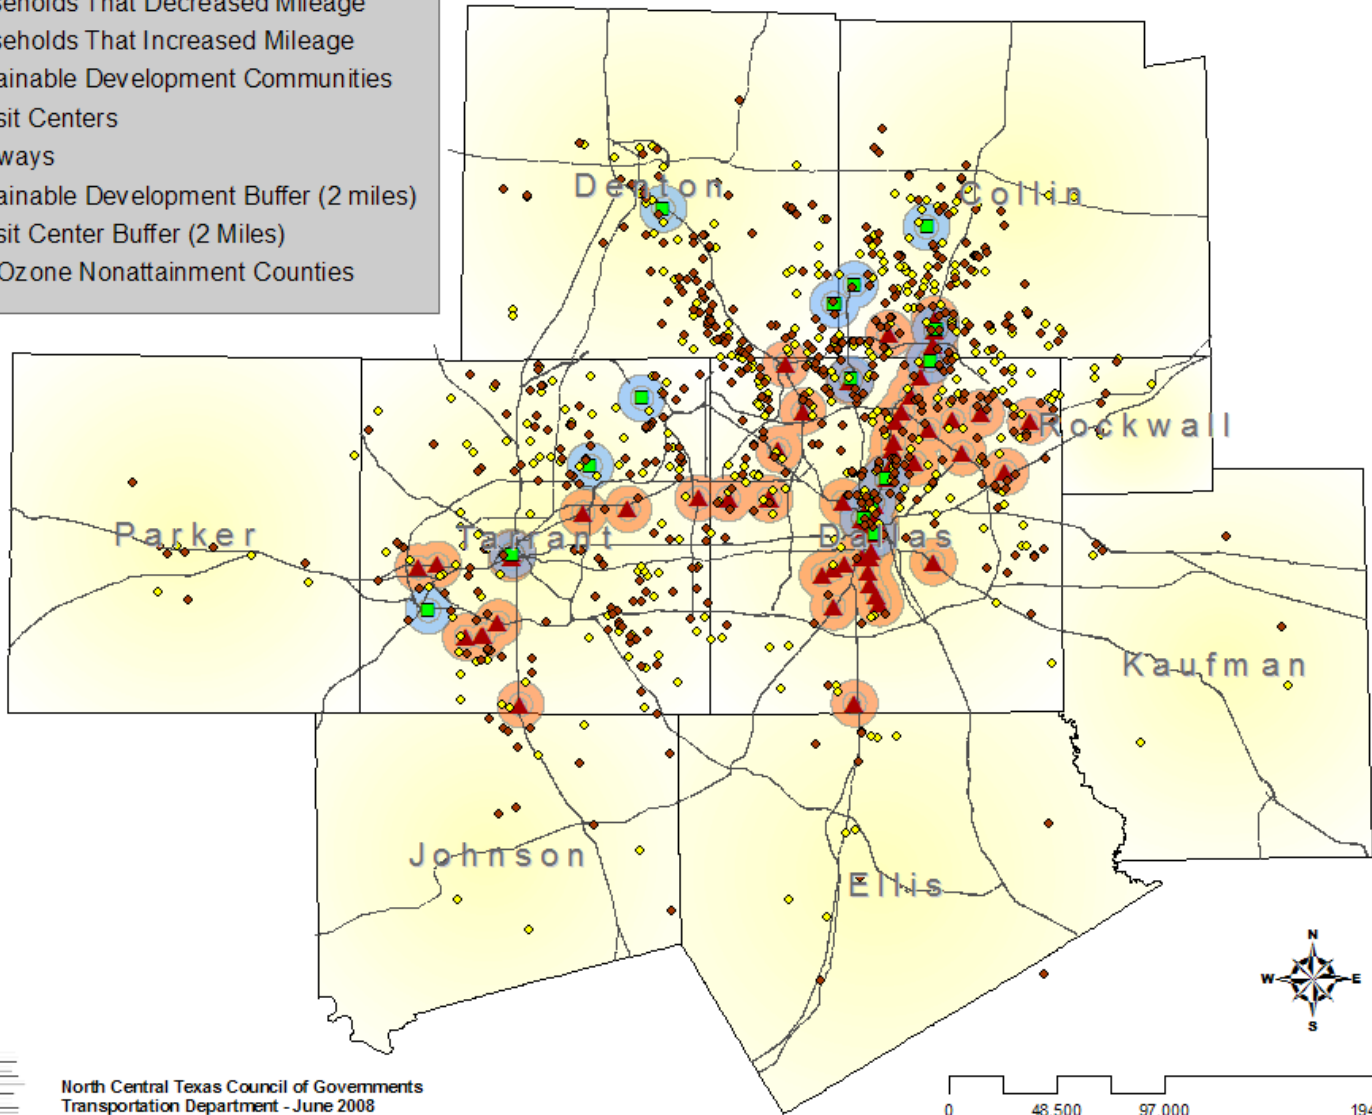 seholds That Decreased Mileage
seholds That Increased Mileage
ainable Development Communities
sit Centers
ways
ainable Development Buffer (2 miles)
sit Center Buffer (2 Miles)
Ozone Nonattainment Counties
Denton
Collin
Rockwall
Parker
Tarrant
Dallas
Kaufman
Johnson
Ellis
N
W E
S
North Central Texas Council of Governments
Transportation Department - June 2008
0 48,500 97,000 194